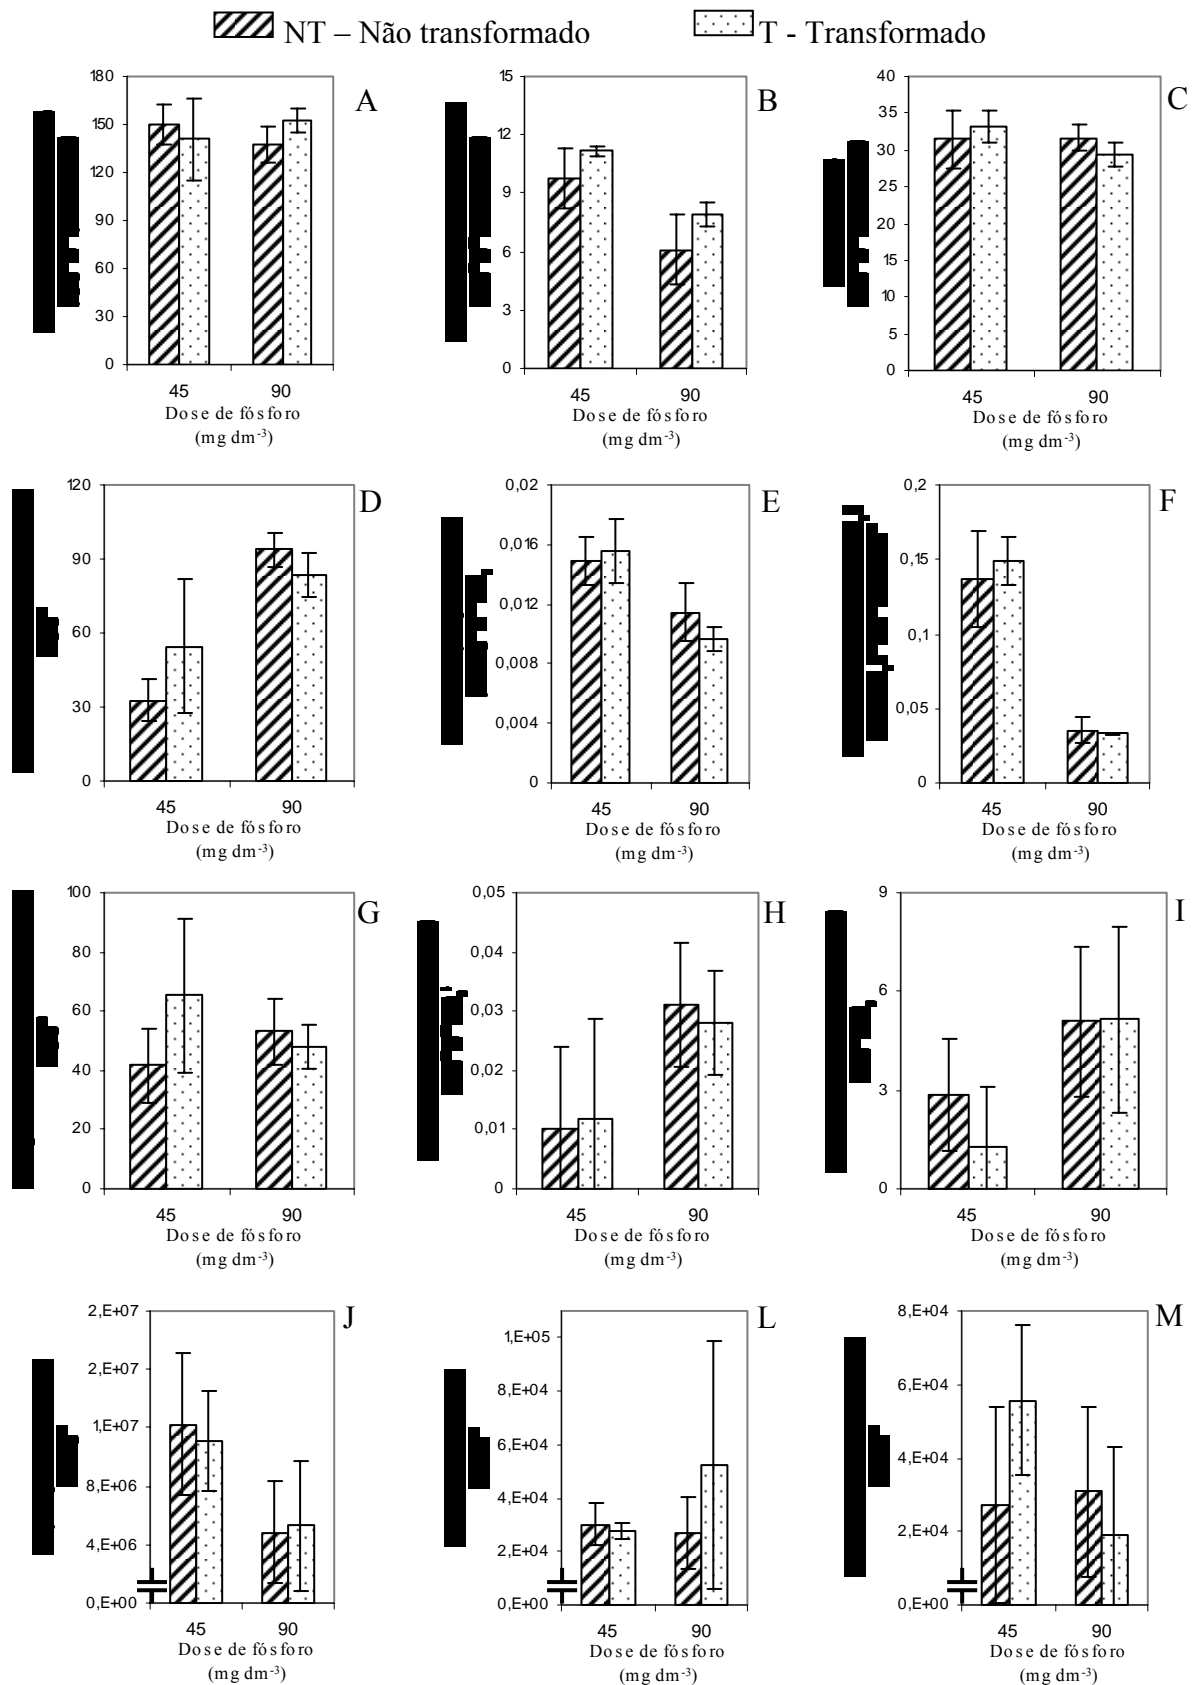 NT – Não transformado
T - Transformado
A
180
150
120
90
60
30
0
45
90
Dose de fósforo
(mg dm-3)
B
15
12
9
6
3
0
45
90
Dose de fósforo
(mg dm-3)
C
40
35
30
25
20
15
10
5
0
45
90
Dose de fósforo
(mg dm-3)
D
120
90
60
30
0
45
90
Dose de fósforo
(mg dm-3)
E
0,02
0,016
0,012
0,008
0,004
0
45
90
Dose de fósforo
(mg dm-3)
F
0,2
0,15
0,1
0,05
0
45
90
Dose de fósforo
(mg dm-3)
G
100
80
60
40
20
0
45
90
Dose de fósforo
(mg dm-3)
H
0,05
0,04
0,03
0,02
0,01
0
45
90
Dose de fósforo
(mg dm-3)
I
9
6
3
0
45
90
Dose de fósforo
(mg dm-3)
J
2,E+07
2,E+07
1,E+07
8,E+06
4,E+06
0,E+00
45
90
Dose de fósforo
(mg dm-3)
L
1,E+05
8,E+04
6,E+04
4,E+04
2,E+04
0,E+00
45
90
Dose de fósforo
(mg dm-3)
M
8,E+04
6,E+04
4,E+04
2,E+04
0,E+00
45
90
Dose de fósforo
(mg dm-3)